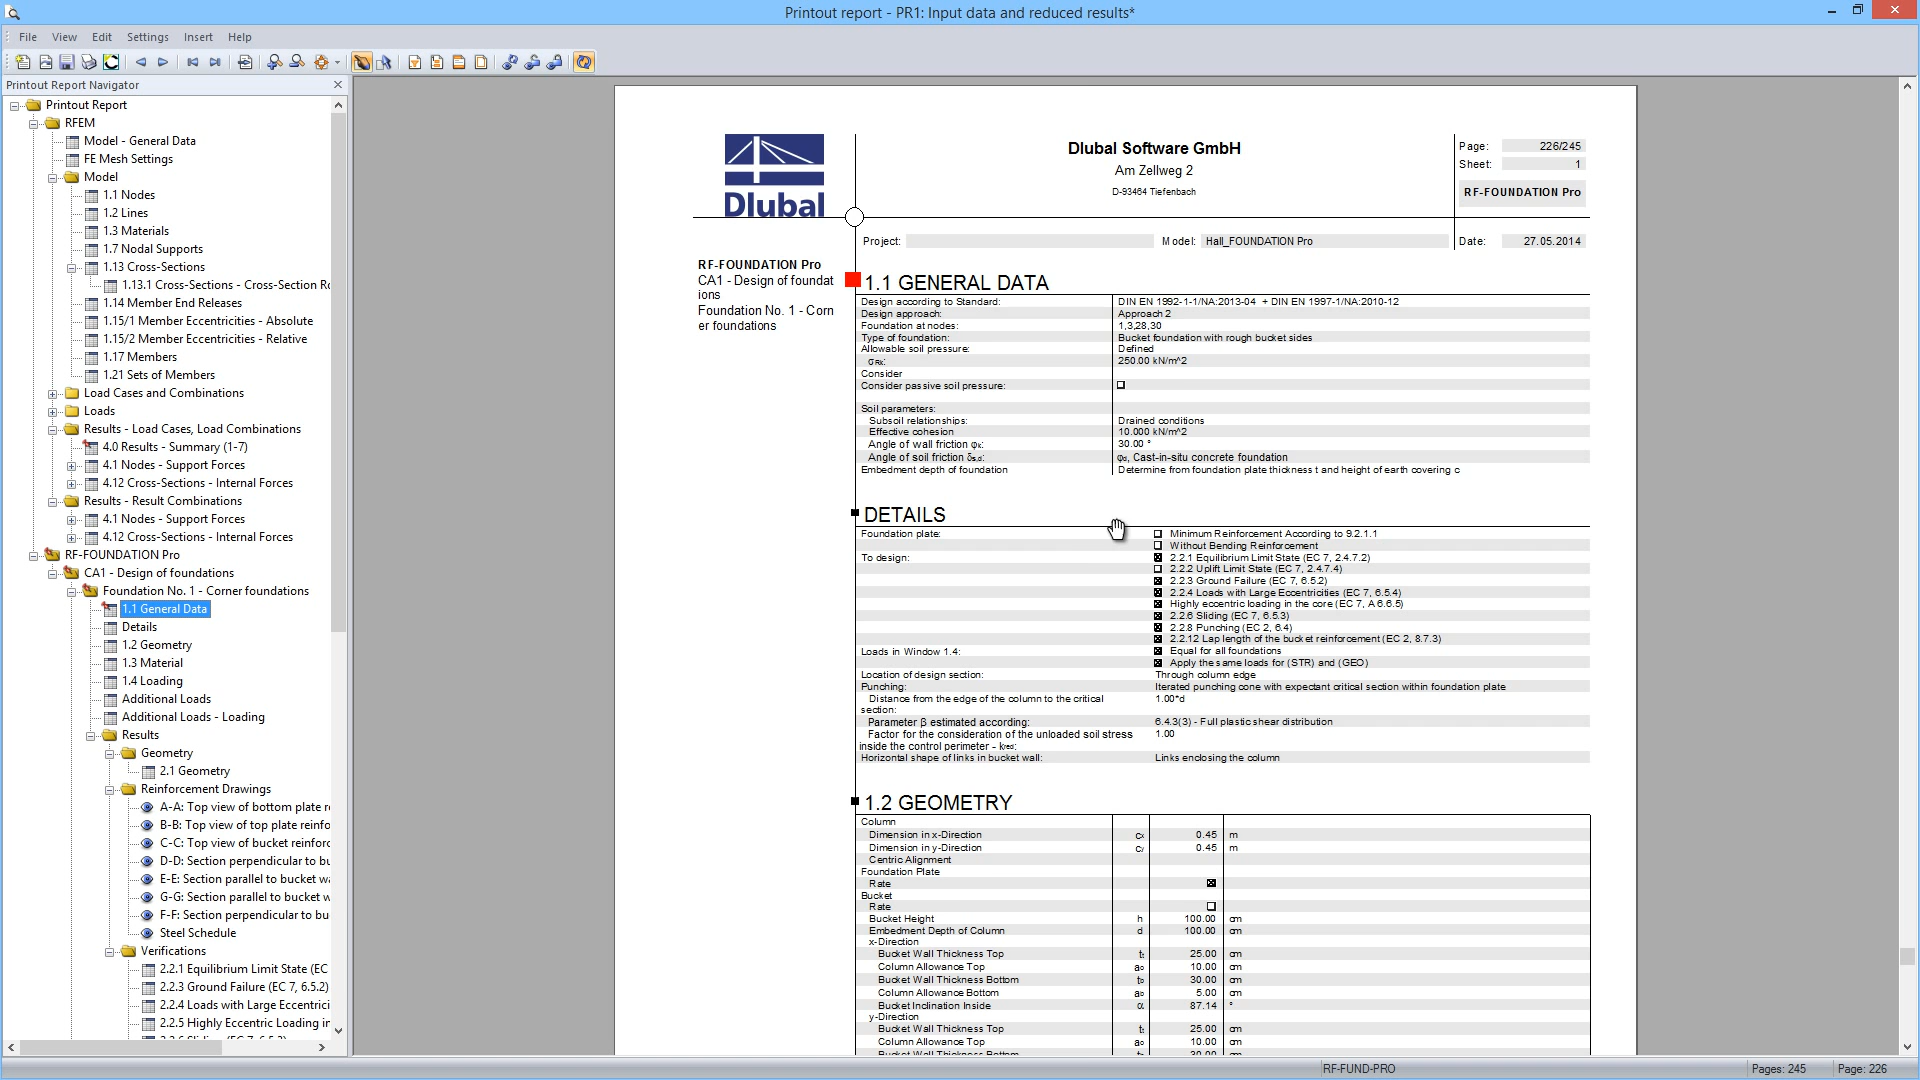 Printout report - PR1: Input data and reduced results*
File View Edit Settings Insert Help
Printout Report Navigator
Printout Report
RFEM
Model - General Data
FE Mesh Settings
Model
1.1 Nodes
1.2 Lines
1.3 Materials
1.7 Nodal Supports
1.13 Cross-Sections
1.13.1 Cross-Sections - Cross-Section Ro
1.14 Member End Releases
1.15/1 Member Eccentricities - Absolute
1.15/2 Member Eccentricities - Relative
1.17 Members
1.21 Sets of Members
Load Cases and Combinations
Loads
Results - Load Cases, Load Combinations
4.0 Results - Summary (1-7)
4.1 Nodes - Support Forces
4.12 Cross-Sections - Internal Forces
Results - Result Combinations
4.1 Nodes - Support Forces
4.12 Cross-Sections - Internal Forces
RF-FOUNDATION Pro
CA1 - Design of foundations
Foundation No. 1 - Corner foundations
1.1 General Data
Details
1.2 Geometry
1.3 Material
1.4 Loading
Additional Loads
Additional Loads - Loading
Results
Geometry
2.1 Geometry
Reinforcement Drawings
A-A: Top view of bottom plate r
B-B: Top view of top plate reinfo
C-C: Top view of bucket reinforc
D-D: Section perpendicular to bu
E-E: Section parallel to bucket wa
G-G: Section parallel to bucket w
F-F: Section perpendicular to bu
Steel Schedule
Verifications
2.2.1 Equilibrium Limit State (EC
2.2.3 Ground Failure (EC 7, 6.5.2)
2.2.4 Loads with Large Eccentrici
2.2.5 Highly Eccentric Loading in
Dlubal
Dlubal Software GmbH
Am Zellweg 2
D-93464 Tiefenbach
Page: 226/245
Sheet: 1
RF-FOUNDATION Pro
Project: Model: Hall_FOUNDATION Pro Date: 27.05.2014
RF-FOUNDATION Pro
CA1 - Design of foundat
ions
Foundation No. 1 - Corn
er foundations
1.1 GENERAL DATA
Design according to Standard: DIN EN 1992-1-1/NA:2013-04 + DIN EN 1997-1/NA:2010-12
Design approach: Approach 2
Foundation at nodes: 1,3,28,30
Type of foundation: Bucket foundation with rough bucket sides
Allowable soil pressure: Defined
σRk: 250.00 kN/m^2
Consider
Consider passive soil pressure:
Soil parameters:
Subsoil relationships: Drained conditions
Effective cohesion 10.000 kN/m^2
Angle of wall friction φk: 30.00 °
Angle of soil friction δs,d: φd, Cast-in-situ concrete foundation
Embedment depth of foundation Determine from foundation plate thickness t and height of earth covering c
DETAILS
Foundation plate: Minimum Reinforcement According to 9.2.1.1
Without Bending Reinforcement
To design: 2.2.1 Equilibrium Limit State (EC 7, 2.4.7.2)
2.2.2 Uplift Limit State (EC 7, 2.4.7.4)
2.2.3 Ground Failure (EC 7, 6.5.2)
2.2.4 Loads with Large Eccentricities (EC 7, 6.5.4)
Highly eccentric loading in the core (EC 7, A 6.6.5)
2.2.6 Sliding (EC 7, 6.5.3)
2.2.8 Punching (EC 2, 6.4)
2.2.12 Lap length of the bucket reinforcement (EC 2, 8.7.3)
Loads in Window 1.4: Equal for all foundations
Apply the same loads for (STR) and (GEO)
Location of design section: Through column edge
Punching: Iterated punching cone with expectant critical section within foundation plate
Distance from the edge of the column to the critical 1.00*d
section:
Parameter β estimated according: 6.4.3(3) - Full plastic shear distribution
Factor for the consideration of the unloaded soil stress 1.00
inside the control perimeter - kred:
Horizontal shape of links in bucket wall: Links enclosing the column
1.2 GEOMETRY
Column
Dimension in x-Direction cx 0.45 m
Dimension in y-Direction cy 0.45 m
Centric Alignment
Foundation Plate
Rate
Bucket
Rate
Bucket Height h 100.00 cm
Embedment Depth of Column d 100.00 cm
x-Direction
Bucket Wall Thickness Top tt 25.00 cm
Column Allowance Top ao 10.00 cm
Bucket Wall Thickness Bottom tb 30.00 cm
Column Allowance Bottom ab 5.00 cm
Bucket Inclination Inside α 87.14 °
y-Direction
Bucket Wall Thickness Top tt 25.00 cm
Column Allowance Top ao 10.00 cm
Bucket Wall Thickness Bottom 30.00 cm
RF-FUND-PRO Pages: 245 Page: 226